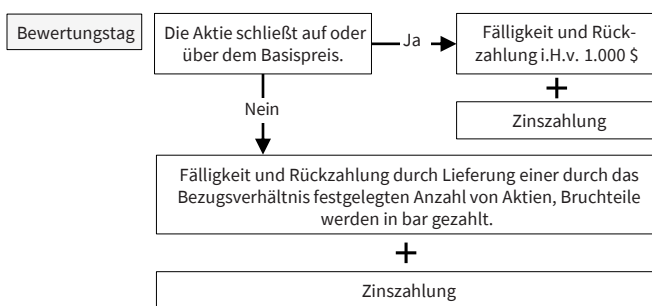 Bewertungstag
Die Aktie schließt auf oder
über dem Basispreis.
Ja
Fälligkeit und Rück-
zahlung i.H.v. 1.000 $
+
Zinszahlung
Nein
Fälligkeit und Rückzahlung durch Lieferung einer durch das
Bezugsverhältnis festgelegten Anzahl von Aktien, Bruchteile
werden in bar gezahlt.
+
Zinszahlung